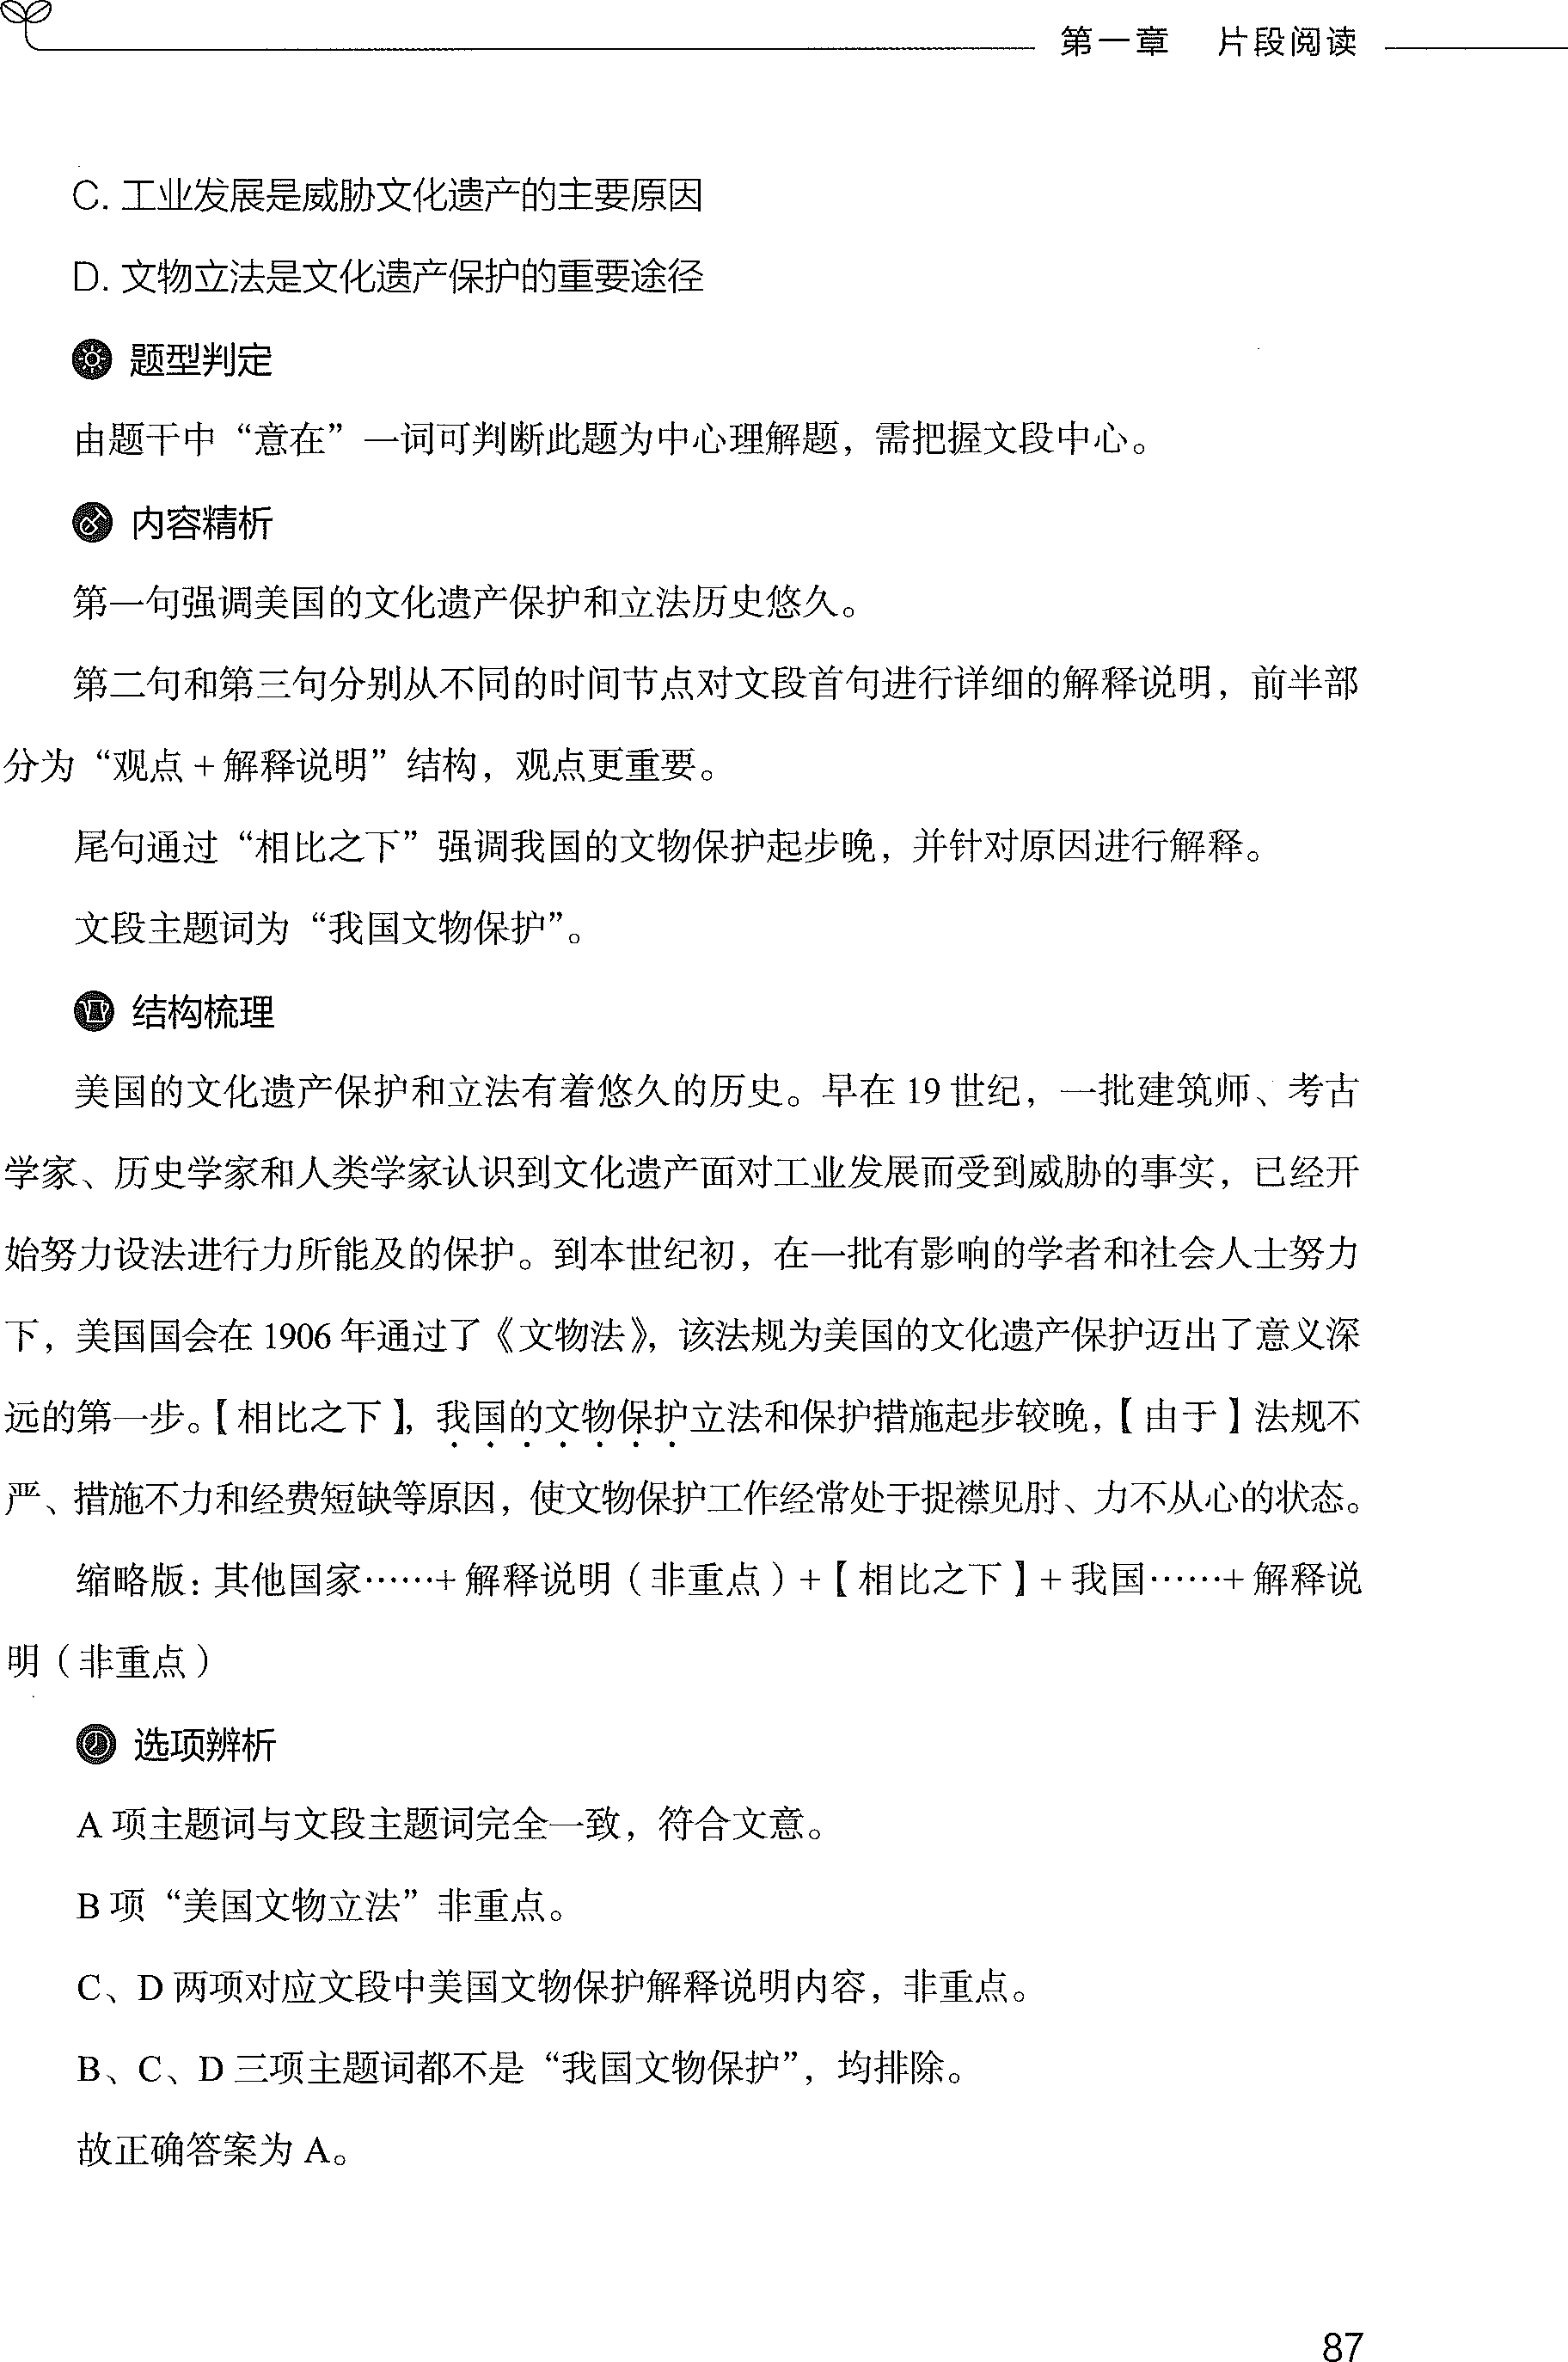 第一章 片段阅读
C. 工业发展是威胁文化遗产的主要原因
D. 文物立法是文化遗产保护的重要途径
题型判定
由题干中“意在”一词可判断此题为中心理解题，需把握文段中心。
内容精析
第一句强调美国的文化遗产保护和立法历史悠久。
第二句和第三句分别从不同的时间节点对文段首句进行详细的解释说明，前半部
分为“观点+解释说明”结构，观点更重要。
尾句通过“相比之下”强调我国的文物保护起步晚，并针对原因进行解释。
文段主题词为“我国文物保护”。
结构梳理
美国的文化遗产保护和立法有着悠久的历史。早在19世纪，一批建筑师、考古
学家、历史学家和人类学家认识到文化遗产面对工业发展而受到威胁的事实，已经开
始努力设法进行力所能及的保护。到本世纪初，在一批有影响的学者和社会人士努力
下，美国国会在1906年通过了《文物法》，该法规为美国的文化遗产保护迈出了意义深
远的第一步。【相比之下】，我国的文物保护立法和保护措施起步较晚，【由于】法规不
严、措施不力和经费短缺等原因，使文物保护工作经常处于捉襟见肘、力不从心的状态。
缩略版：其他国家……+解释说明（非重点）+【相比之下】+我国……+解释说
明（非重点）
选项辨析
A项主题词与文段主题词完全一致，符合文意。
B项“美国文物立法”非重点。
C、D两项对应文段中美国文物保护解释说明内容，非重点。
B、C、D三项主题词都不是“我国文物保护”，均排除。
故正确答案为A。
87